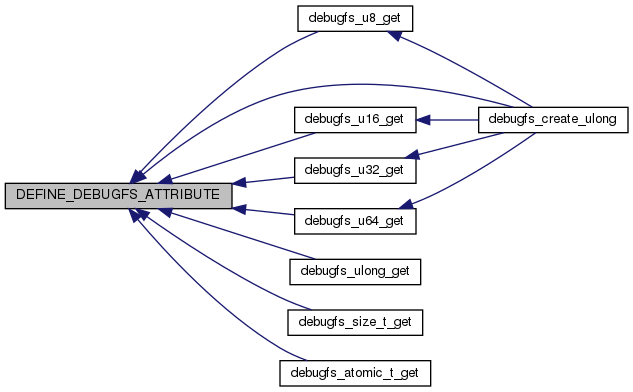 debugfs_u8_get
debugfs_u16_get
debugfs_create_ulong
debugfs_u32_get
DEFINE_DEBUGFS_ATTRIBUTE
debugfs_u64_get
debugfs_ulong_get
debugfs_size_t_get
debugfs_atomic_t_get